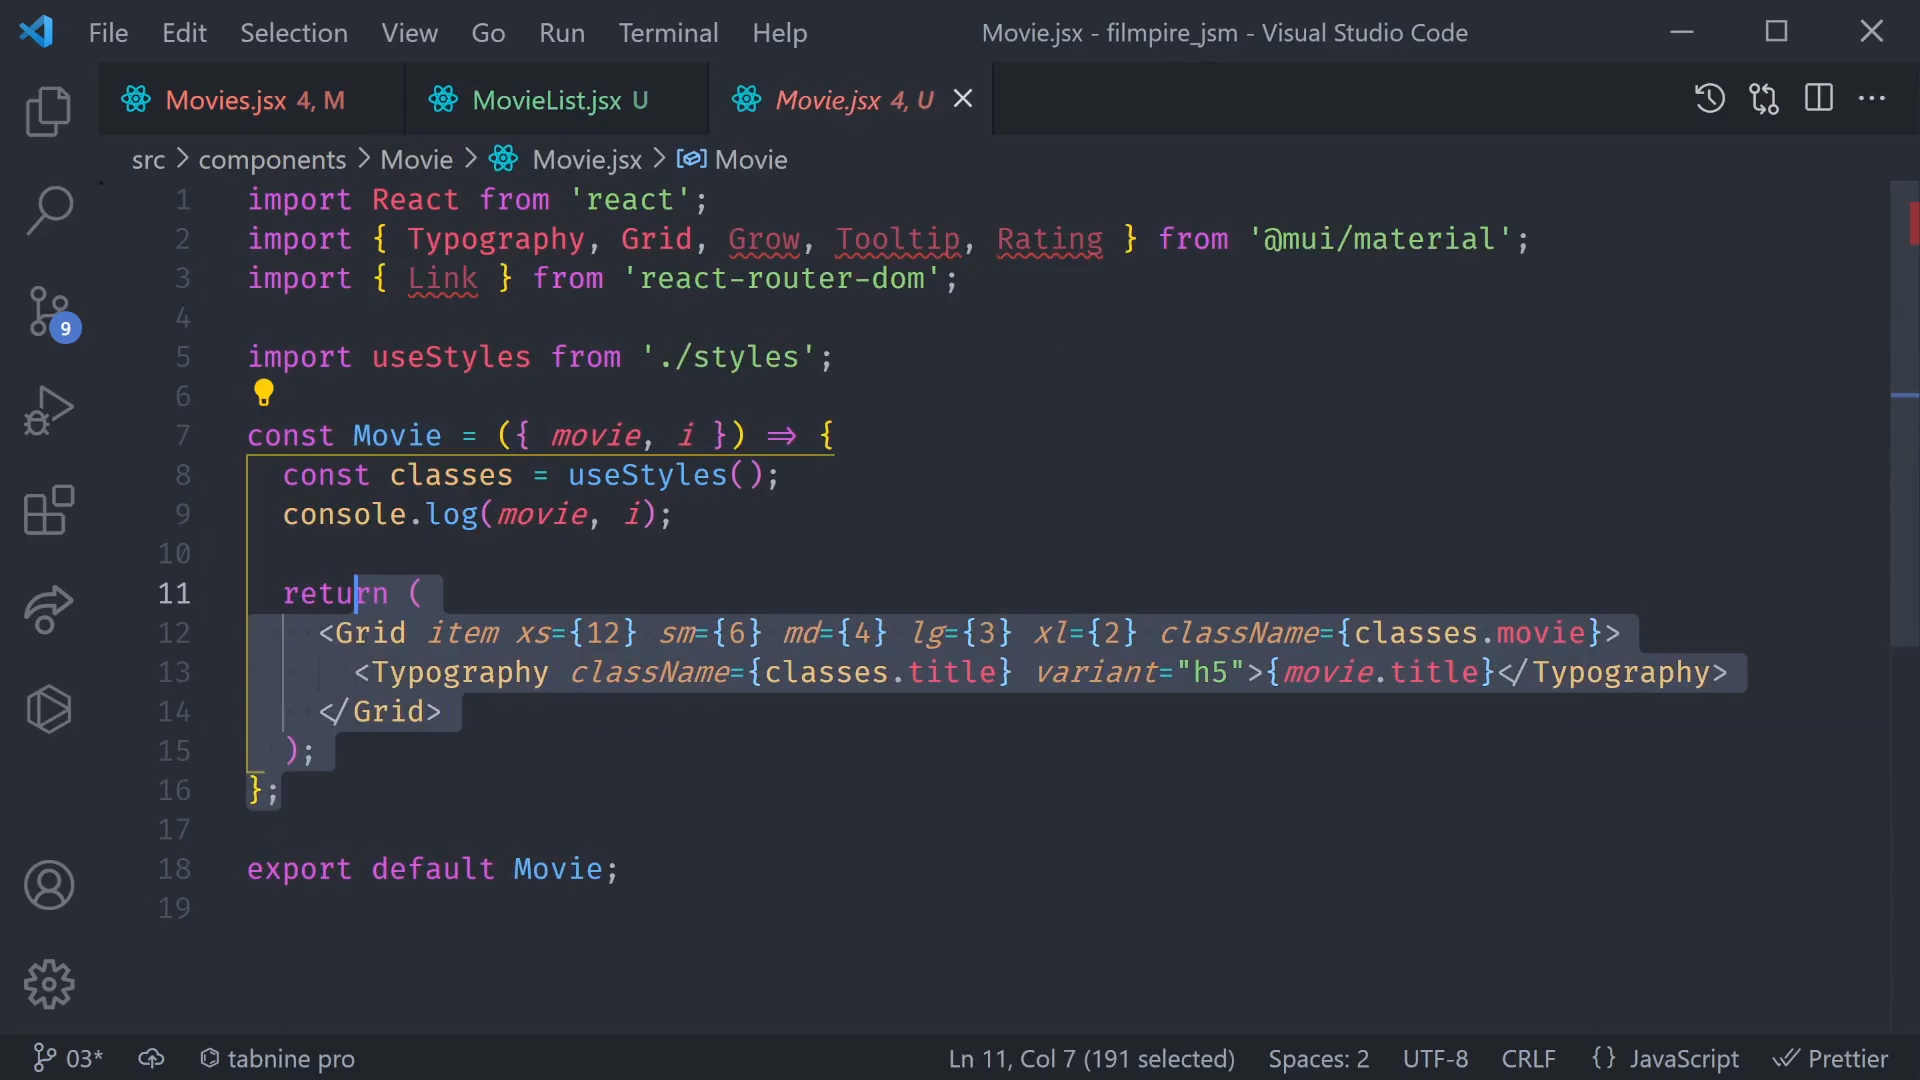 File Edit Selection View Go Run Terminal Help Movie.jsx - filmpire_jsm - Visual Studio Code
Movies.jsx 4, M MovieList.jsx U Movie.jsx 4, U
src > components > Movie > Movie.jsx > Movie
1 import React from 'react';
2 import { Typography, Grid, Grow, Tooltip, Rating } from '@mui/material';
3 import { Link } from 'react-router-dom';
4
5 import useStyles from './styles';
6
7 const Movie = ({ movie, i }) => {
8 const classes = useStyles();
9 console.log(movie, i);
10
11 return (
12 <Grid item xs={12} sm={6} md={4} lg={3} xl={2} className={classes.movie}>
13 <Typography className={classes.title} variant="h5">{movie.title}</Typography>
14 </Grid>
15 );
16 };
17
18 export default Movie;
19
9
03* tabnine pro Ln 11, Col 7 (191 selected) Spaces: 2 UTF-8 CRLF {} JavaScript Prettier